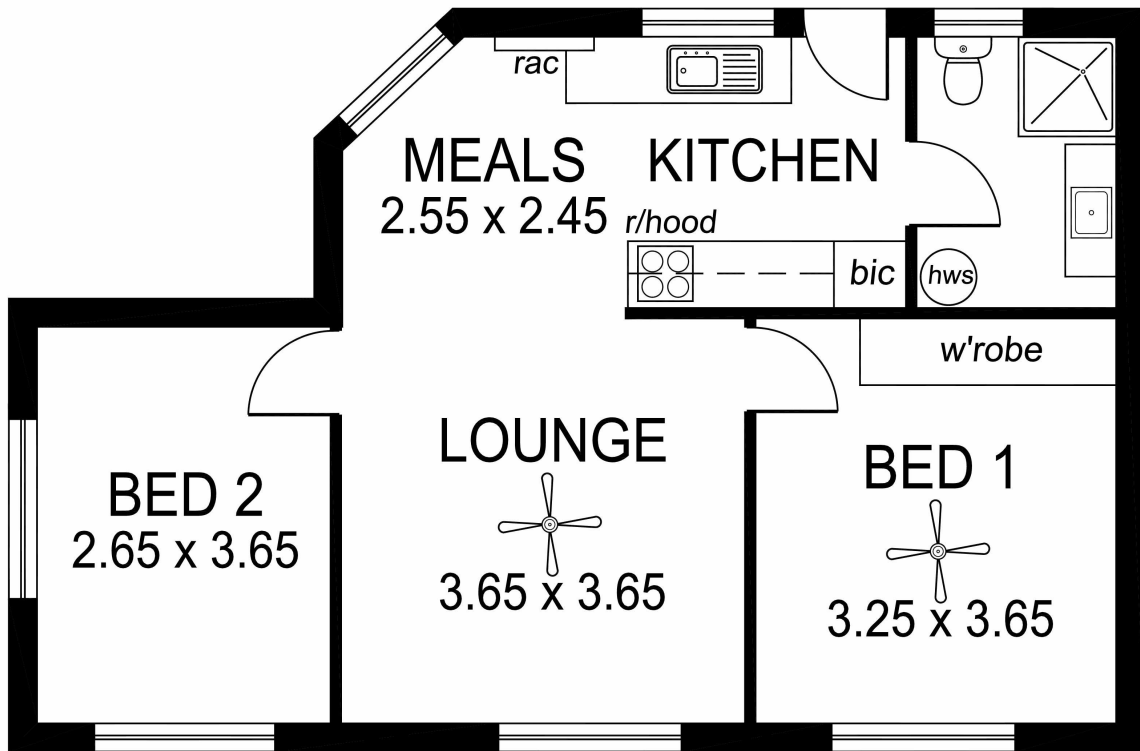 rac
MEALS
2.55 x 2.45
KITCHEN
r/hood
bic
hws
w'robe
LOUNGE
3.65 x 3.65
BED 1
3.25 x 3.65
BED 2
2.65 x 3.65